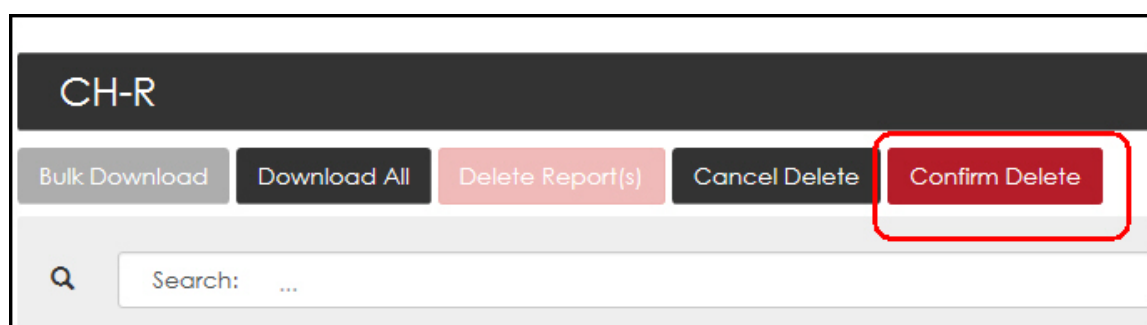 CH-R
Bulk Download Download All Delete Report(s) Cancel Delete Confirm Delete
Search: ...